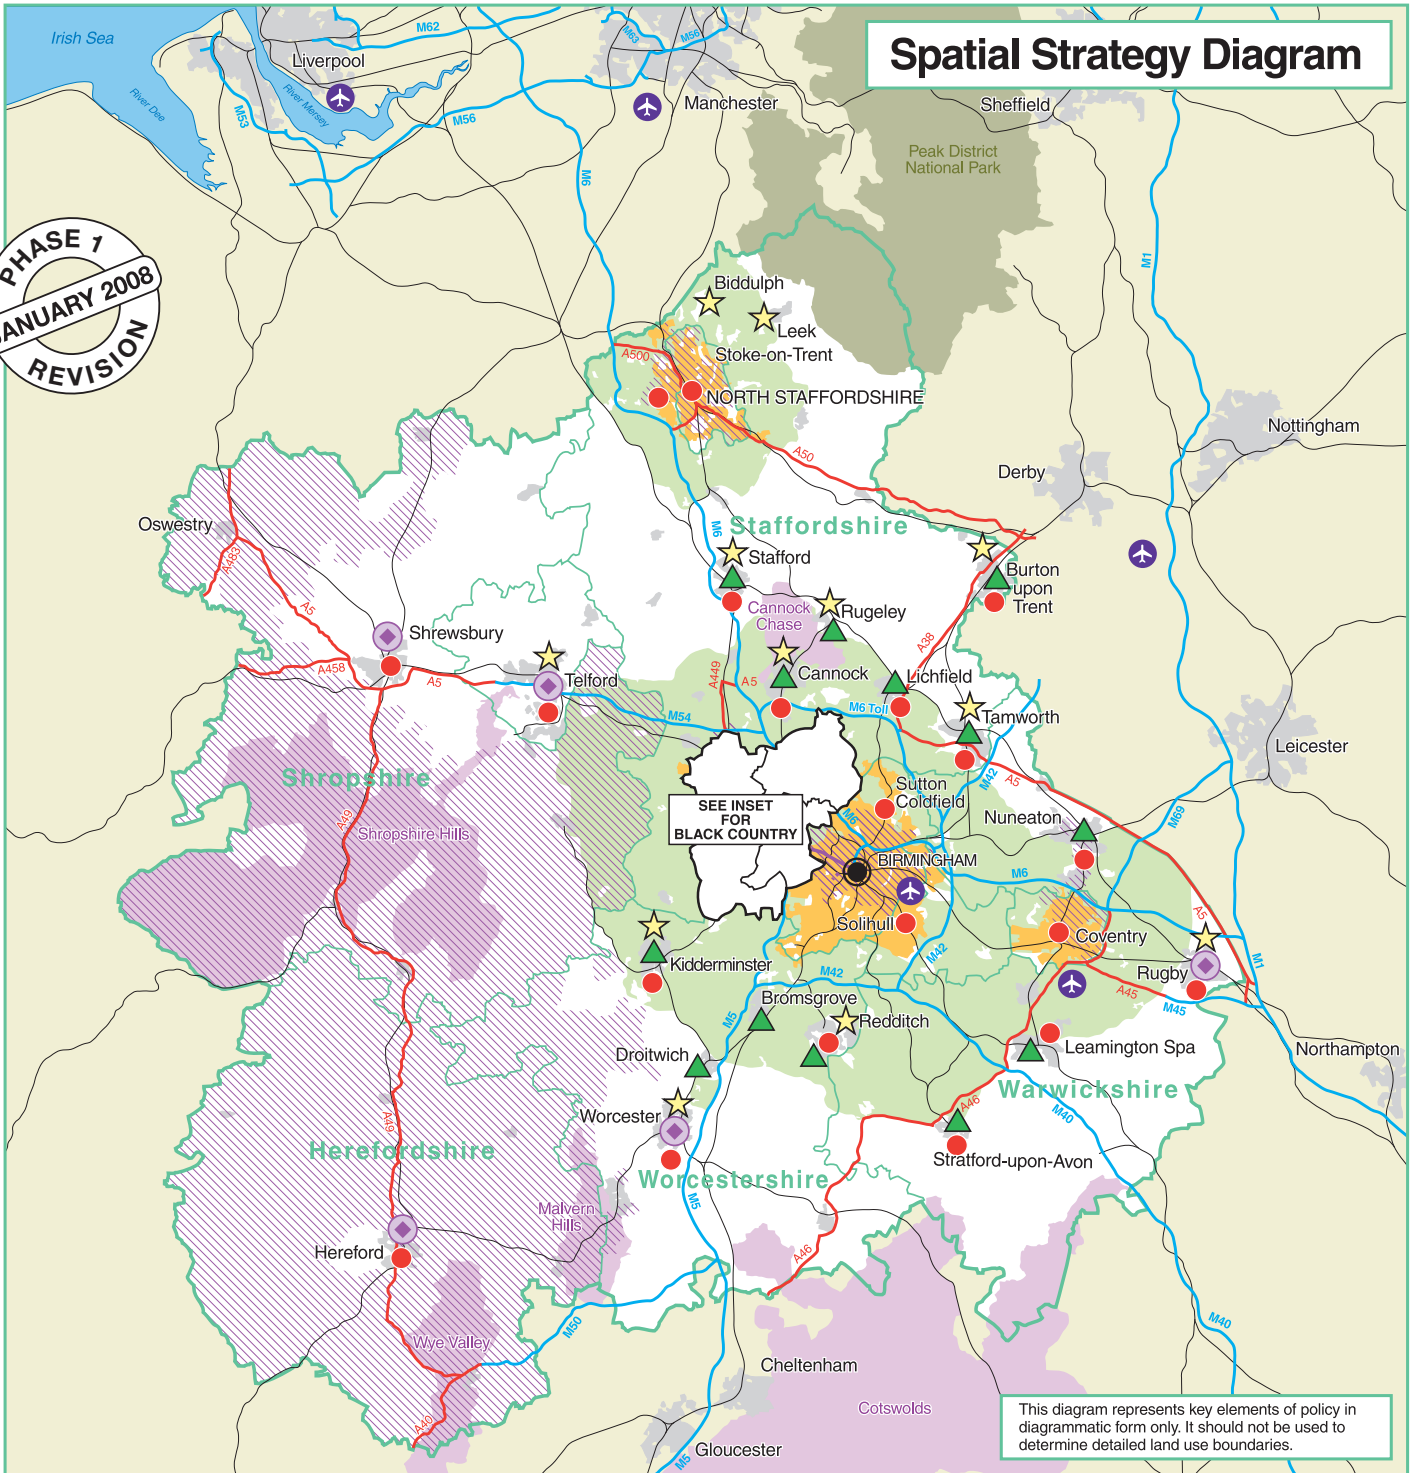 Spatial Strategy Diagram
Irish Sea
Liverpool
River Dee
River Mersey
M62
M63
M56
M53
M56
Manchester
Sheffield
Peak District
National Park
M6
M1
PHASE 1
JANUARY 2008
REVISION
Biddulph
Leek
Stoke-on-Trent
A500
NORTH STAFFORDSHIRE
A50
Nottingham
Derby
Oswestry
A483
A5
Staffordshire
M6
Stafford
Burton
upon
Trent
Cannock
Chase
Rugeley
A38
Shrewsbury
A458
A5
Telford
M54
A449
A5
Cannock
M6 Toll
Lichfield
Tamworth
M42
A5
Leicester
Shropshire
A49
Shropshire Hills
SEE INSET
FOR
BLACK COUNTRY
Sutton
Coldfield
M6
Nuneaton
M69
BIRMINGHAM
M6
Solihull
A5
Coventry
M42
Kidderminster
M42
Rugby
M1
A45
M45
Bromsgrove
M5
Redditch
Droitwich
Leamington Spa
Northampton
Warwickshire
Worcester
A46
M40
A49
Herefordshire
Stratford-upon-Avon
Worcestershire
M5
Malvern
Hills
Hereford
A46
M50
M40
Wye Valley
Cheltenham
Cotswolds
A40
Gloucester
M5
This diagram represents key elements of policy in
diagrammatic form only. It should not be used to
determine detailed land use boundaries.